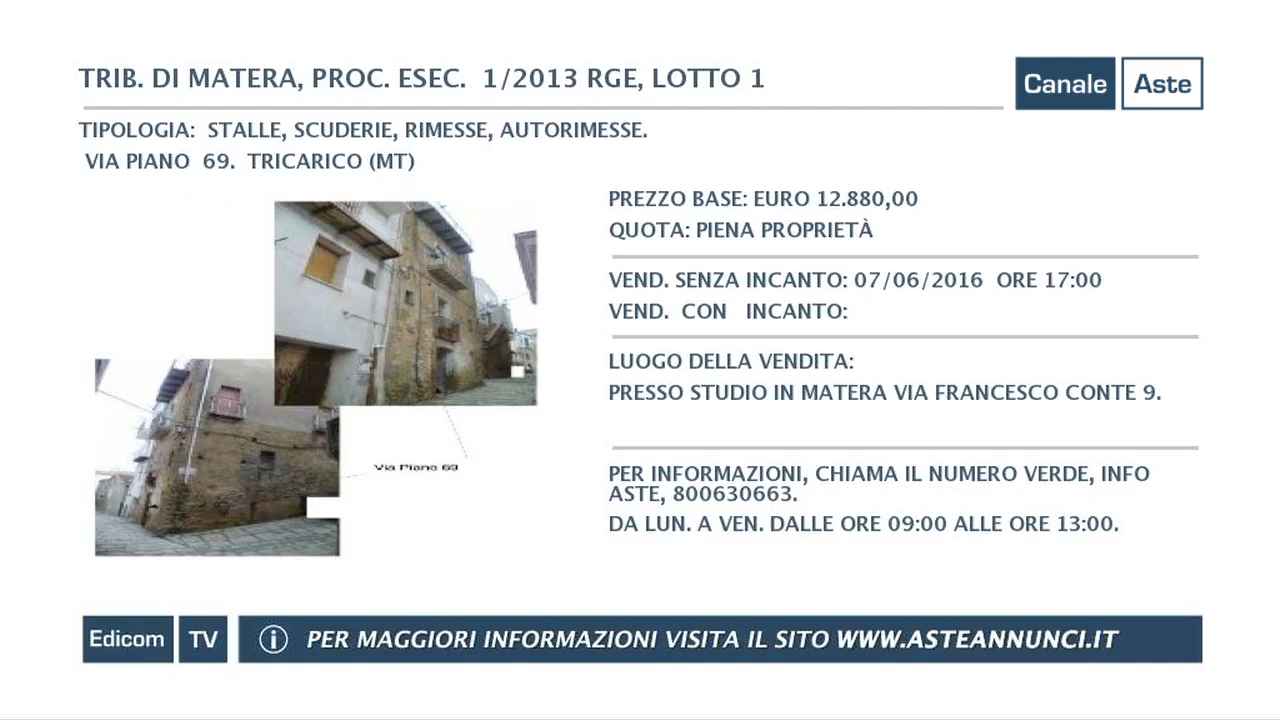 TRIB. DI MATERA, PROC. ESEC.  1/2013 RGE, LOTTO 1
Canale Aste
TIPOLOGIA:  STALLE, SCUDERIE, RIMESSE, AUTORIMESSE.
VIA PIANO  69.  TRICARICO (MT)
PREZZO BASE: EURO 12.880,00
QUOTA: PIENA PROPRIETÀ
VEND. SENZA INCANTO: 07/06/2016  ORE 17:00
VEND.  CON   INCANTO:
LUOGO DELLA VENDITA:
PRESSO STUDIO IN MATERA VIA FRANCESCO CONTE 9.
Via Piano 69
PER INFORMAZIONI, CHIAMA IL NUMERO VERDE, INFO
ASTE, 800630663.
DA LUN. A VEN. DALLE ORE 09:00 ALLE ORE 13:00.
Edicom TV
PER MAGGIORI INFORMAZIONI VISITA IL SITO WWW.ASTEANNUNCI.IT